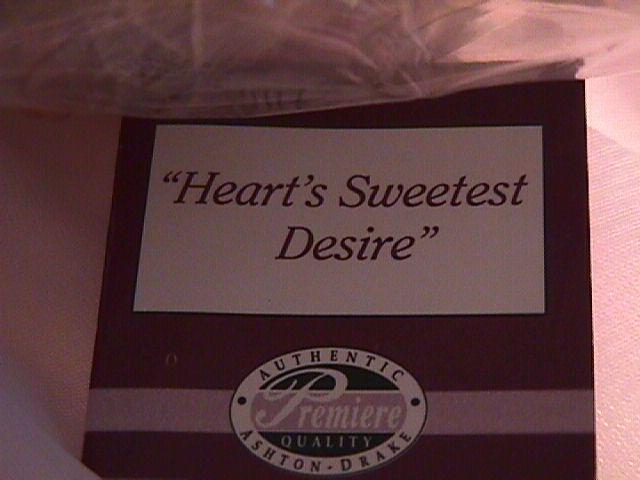 “Heart’s Sweetest
Desire”
AUTHENTIC
Premiere
QUALITY
ASHTON-DRAKE